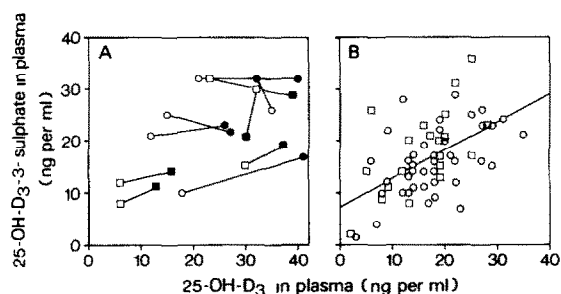 25-OH-D3-3-sulphate in plasma
(ng per ml)
A
B
40
30
20
10
0
0 10 20 30 40
0 10 20 30 40
25-OH-D3 in plasma (ng per ml)